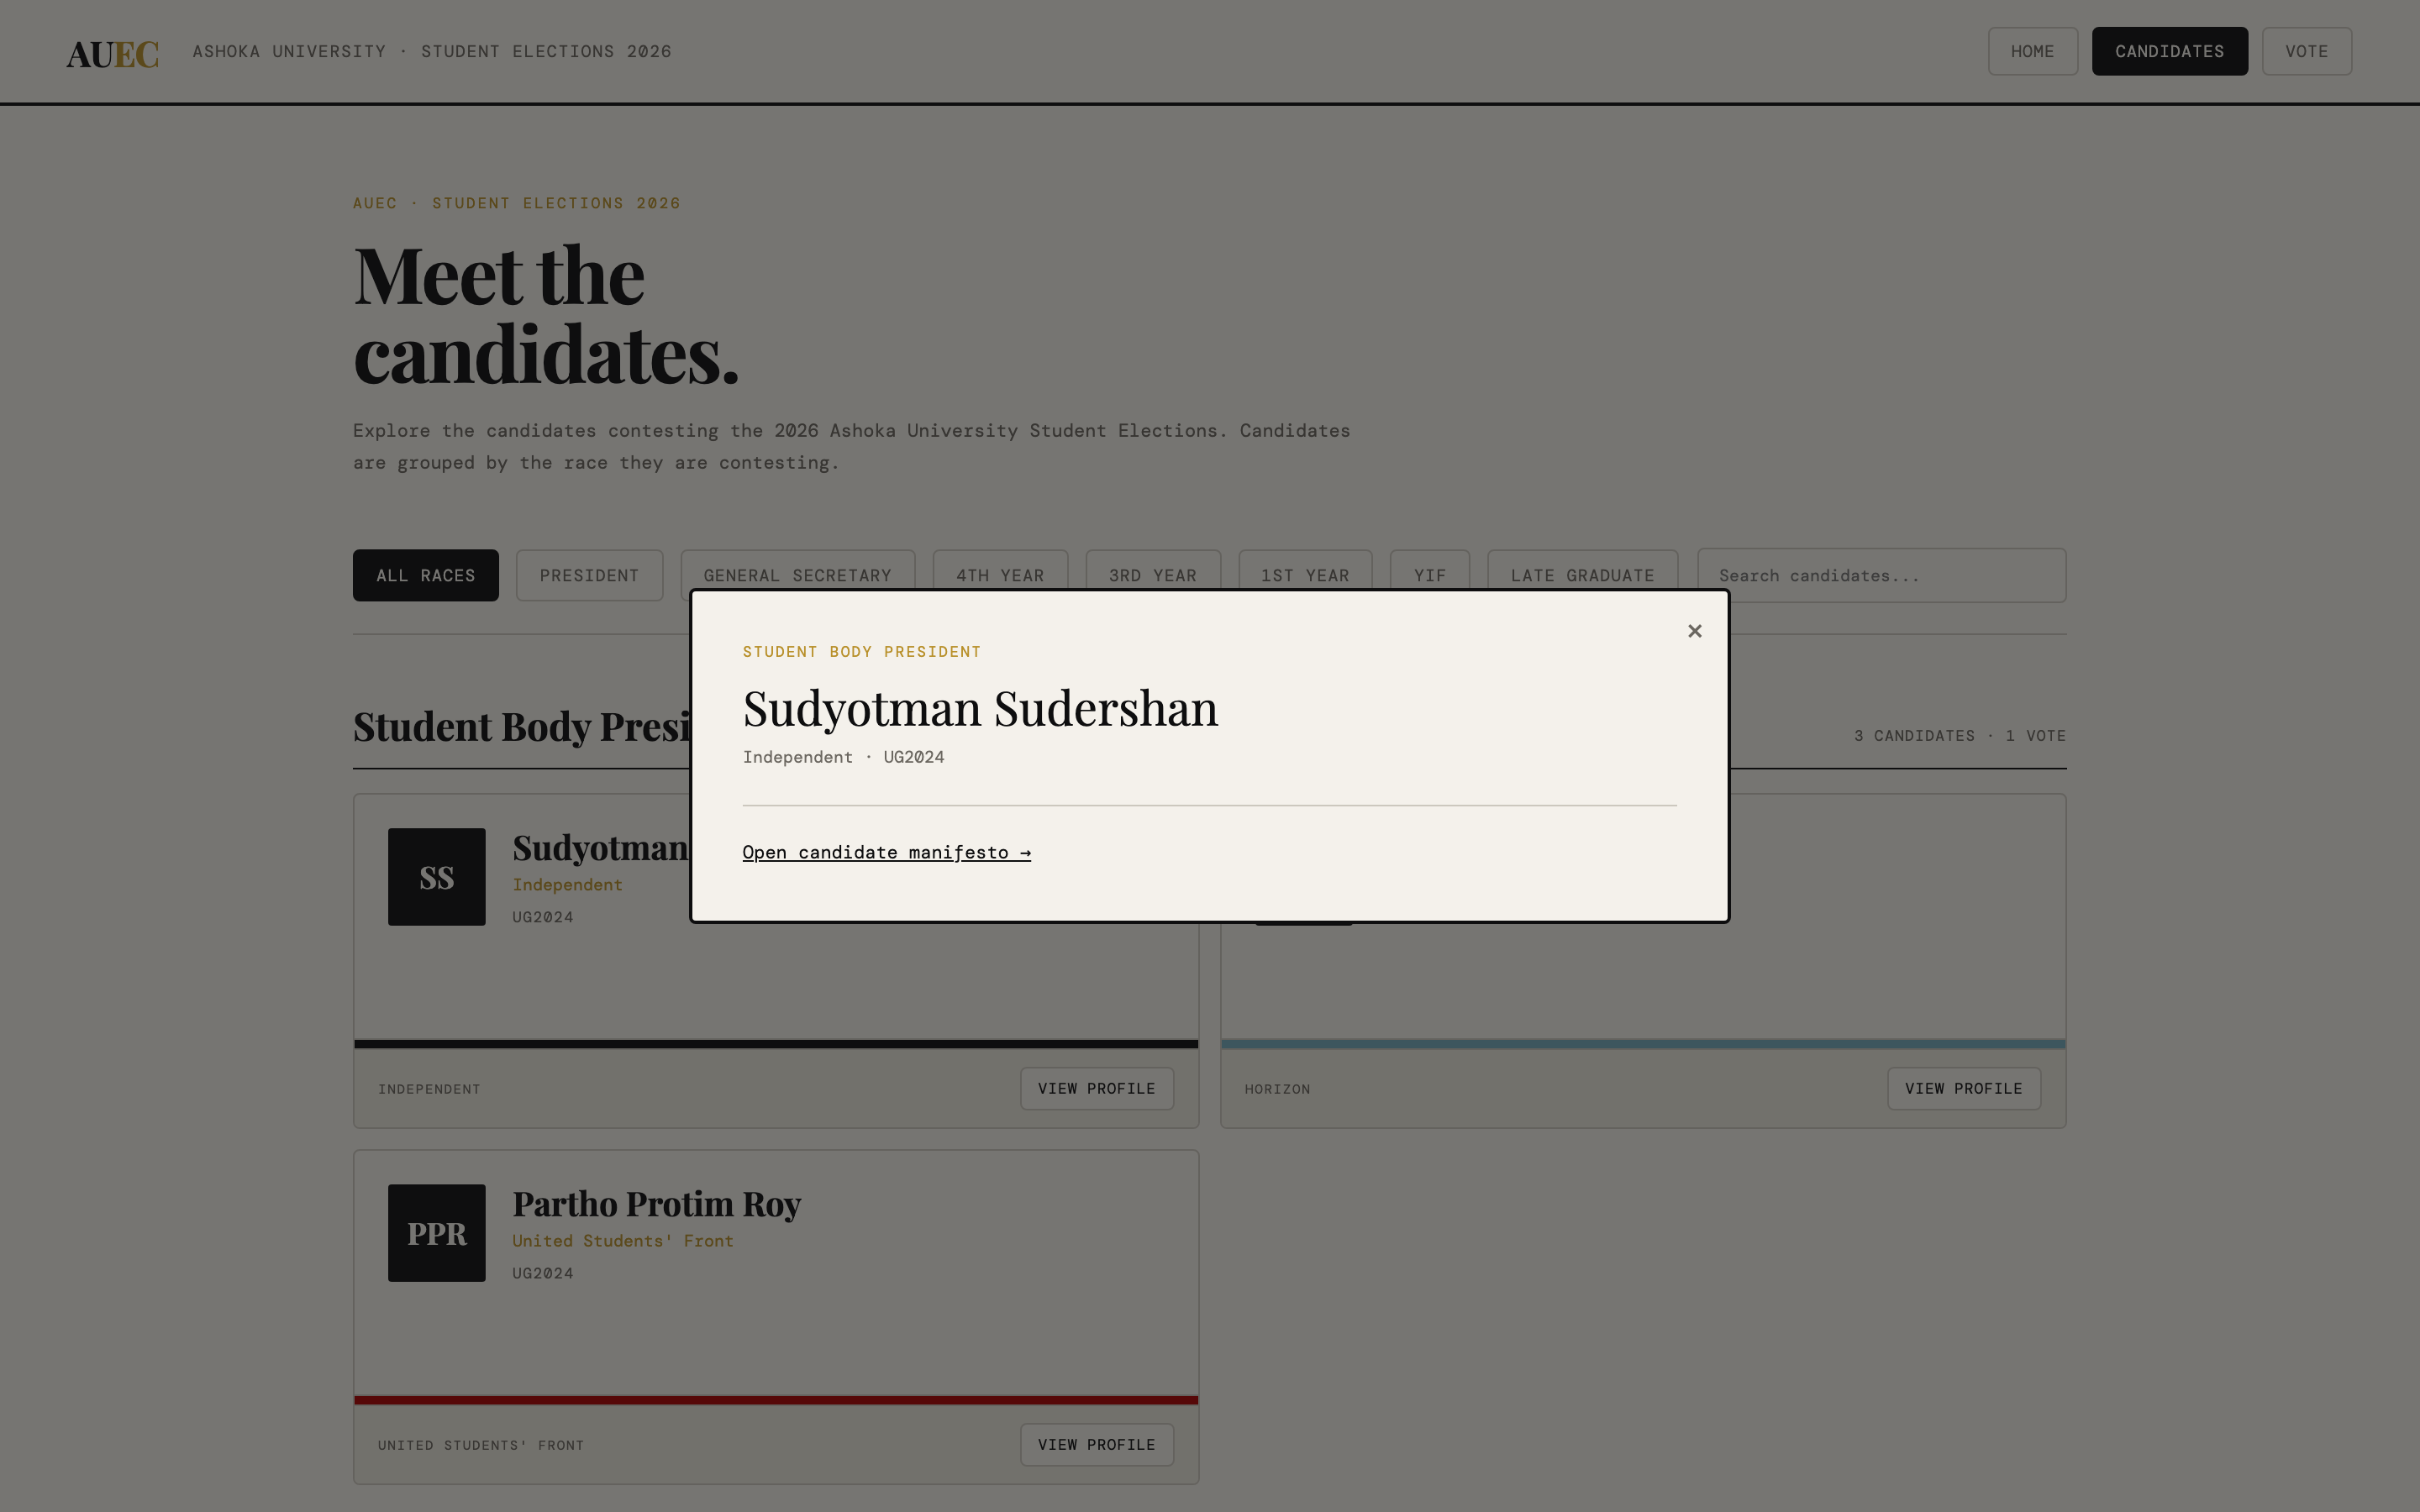 AUEC
ASHOKA UNIVERSITY · STUDENT ELECTIONS 2026
HOME
CANDIDATES
VOTE
AUEC · STUDENT ELECTIONS 2026
Meet the
candidates.
Explore the candidates contesting the 2026 Ashoka University Student Elections. Candidates
are grouped by the race they are contesting.
ALL RACES
PRESIDENT
GENERAL SECRETARY
4TH YEAR
3RD YEAR
1ST YEAR
YIF
LATE GRADUATE
Search candidates...
×
STUDENT BODY PRESIDENT
Sudyotman Sudershan
Independent · UG2024
Open candidate manifesto →
Student Body Presi
3 CANDIDATES · 1 VOTE
SS
Sudyotman
Independent
UG2024
INDEPENDENT
VIEW PROFILE
HORIZON
VIEW PROFILE
PPR
Partho Protim Roy
United Students' Front
UG2024
UNITED STUDENTS' FRONT
VIEW PROFILE